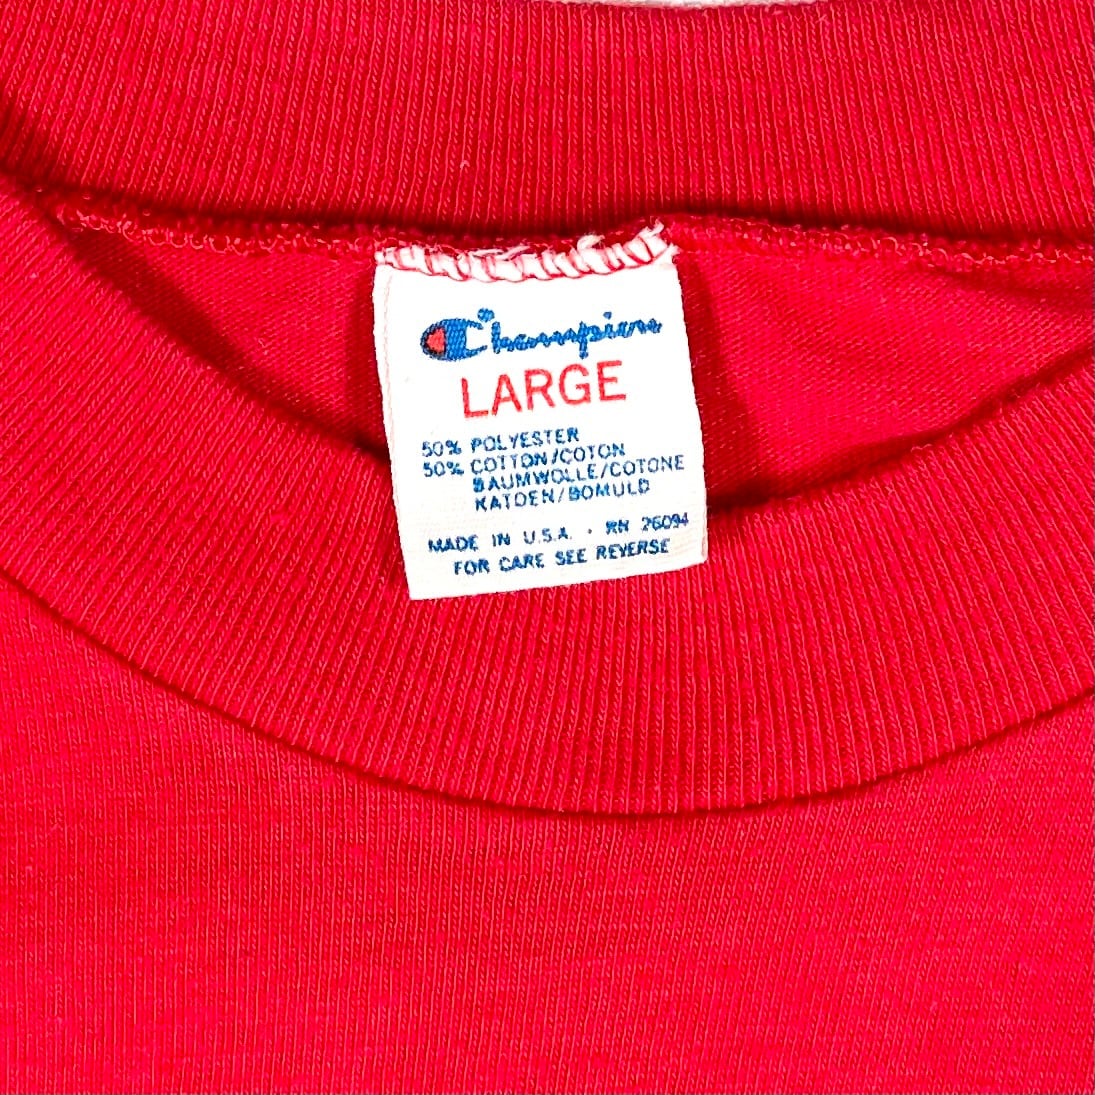 Champion
LARGE
50% POLYESTER
50% COTTON/COTON
BAUMWOLLE/COTONE
KATOEN/BOMULD
MADE IN U.S.A. · RN 26094
FOR CARE SEE REVERSE